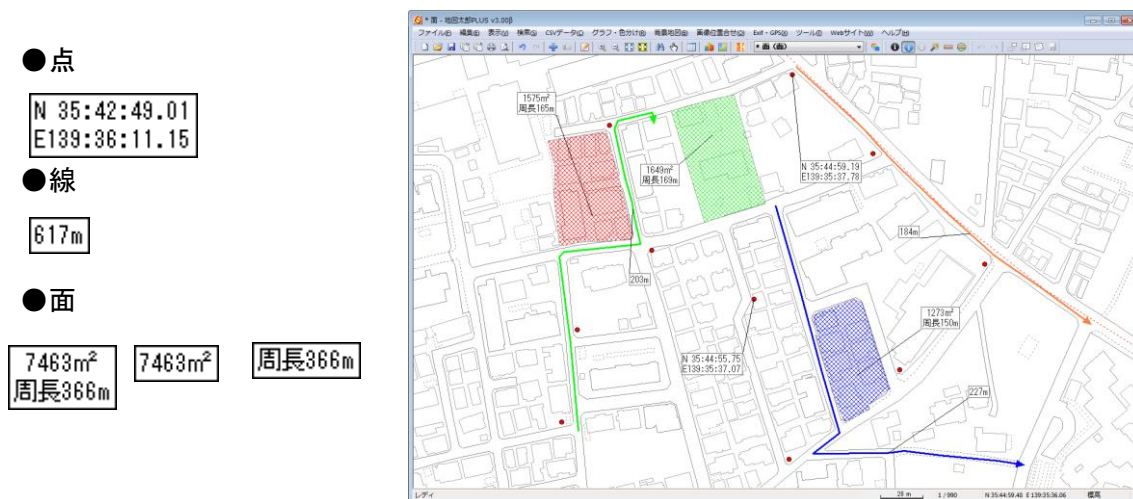 ●点
N 35:42:49.01
E139:36:11.15
●線
617m
●面
7463m²
周長366m
7463m²
周長366m
* 面 - 地図太郎PLUS v3.00β
ファイル(F) 編集(E) 表示(V) 検索(S) CSVデータ(C) グラフ・色分け(G) 背景地図(B) 画像位置合せ(I) Exif・GPS(X) ツール(T) Webサイト(W) ヘルプ(H)
* 面 (面)
1575m²
周長165m
1649m²
周長169m
N 35:44:59.19
E139:35:37.78
184m
203m
1273m²
周長150m
N 35:44:55.75
E139:35:37.07
227m
レディ
28 m
1 / 990
N 35:44:59.48 E 139:35:36.06
標高